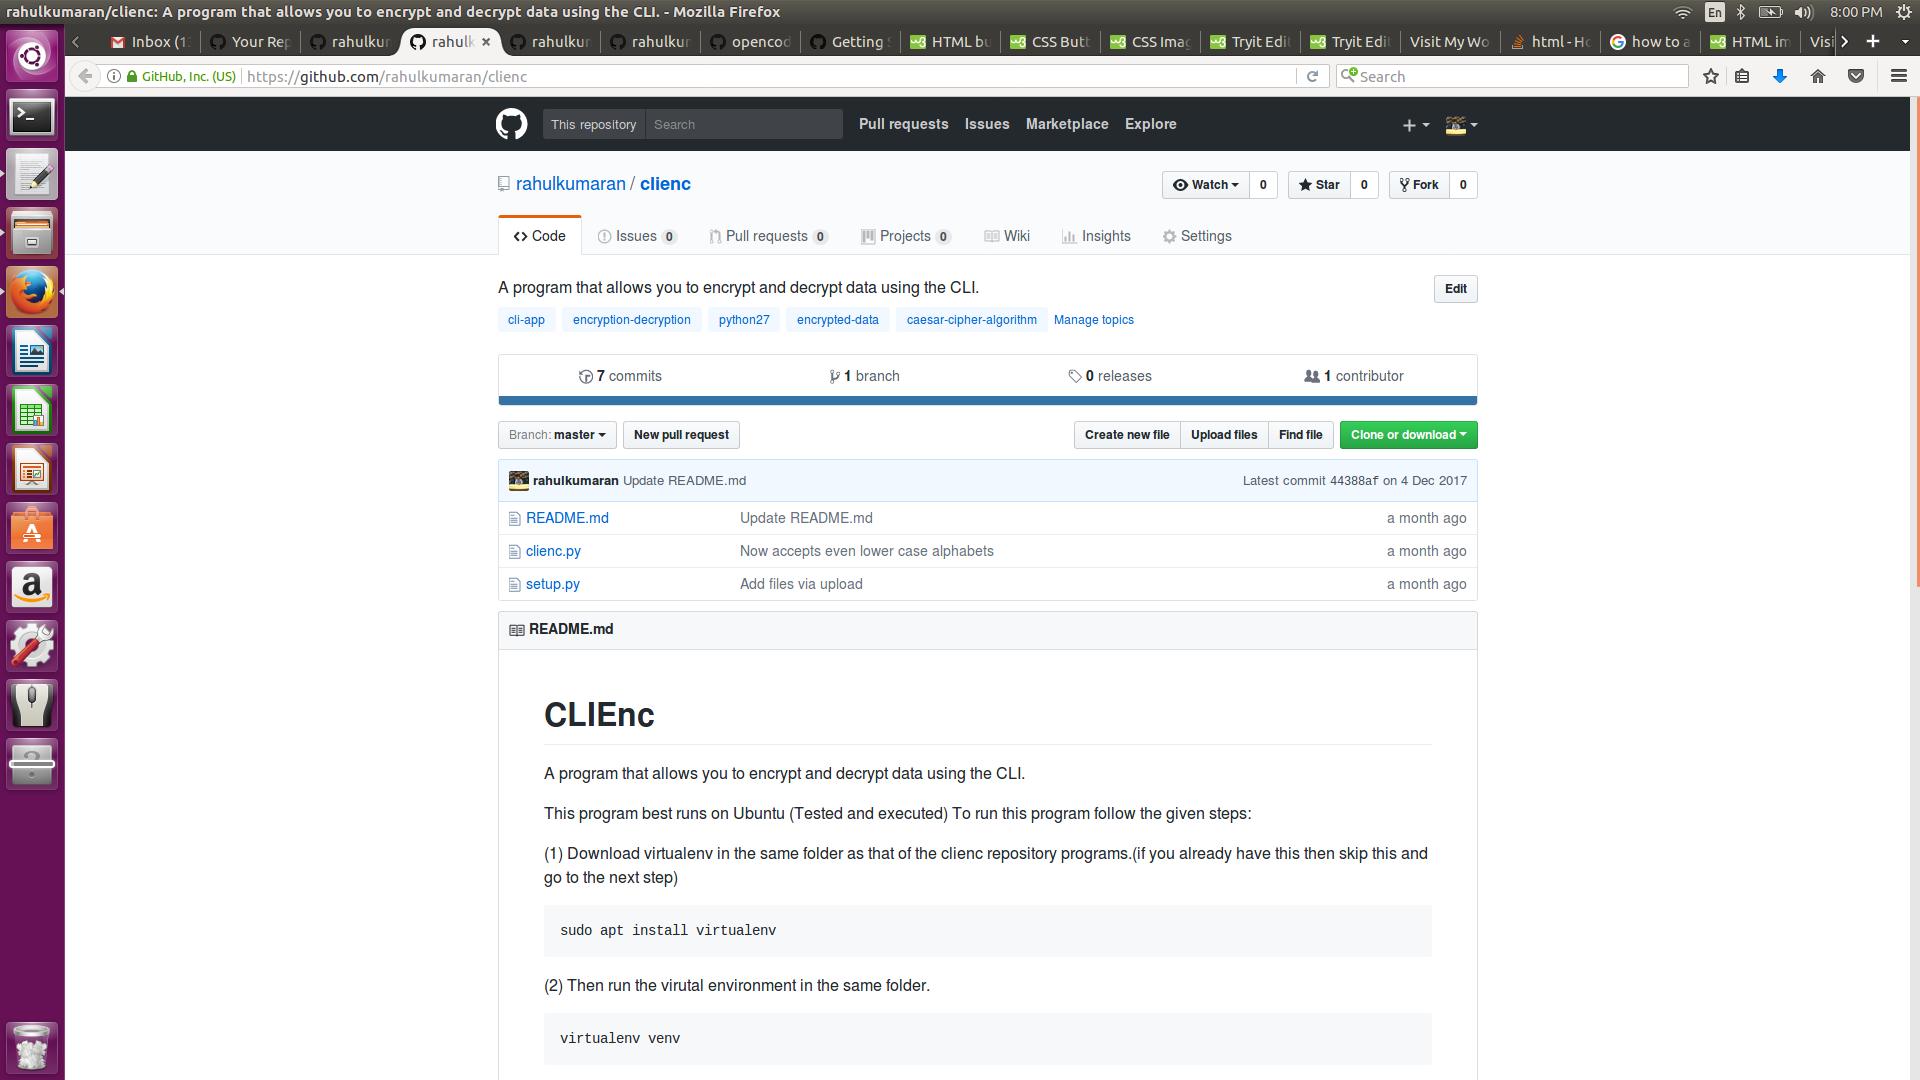 rahulkumaran/clienc: A program that allows you to encrypt and decrypt data using the CLI. - Mozilla Firefox
En
8:00 PM
Inbox (1
Your Rep
rahulkur
rahulk
rahulkur
rahulkur
opencod
Getting
HTML bu
CSS Butt
CSS Imag
Tryit Edi
Tryit Edi
Visit My Wo
html - Ho
how to a
HTML im
Visi
GitHub, Inc. (US)
https://github.com/rahulkumaran/clienc
Search
This repository
Search
Pull requests
Issues
Marketplace
Explore
rahulkumaran / clienc
Watch 0
Star 0
Fork 0
Code
Issues 0
Pull requests 0
Projects 0
Wiki
Insights
Settings
A program that allows you to encrypt and decrypt data using the CLI.
Edit
cli-app
encryption-decryption
python27
encrypted-data
caesar-cipher-algorithm
Manage topics
7 commits
1 branch
0 releases
1 contributor
Branch: master
New pull request
Create new file
Upload files
Find file
Clone or download
rahulkumaran Update README.md
Latest commit 44388af on 4 Dec 2017
README.md
Update README.md
a month ago
clienc.py
Now accepts even lower case alphabets
a month ago
setup.py
Add files via upload
a month ago
README.md
CLIEnc
A program that allows you to encrypt and decrypt data using the CLI.
This program best runs on Ubuntu (Tested and executed) To run this program follow the given steps:
(1) Download virtualenv in the same folder as that of the clienc repository programs.(if you already have this then skip this and
go to the next step)
sudo apt install virtualenv
(2) Then run the virutal environment in the same folder.
virtualenv venv